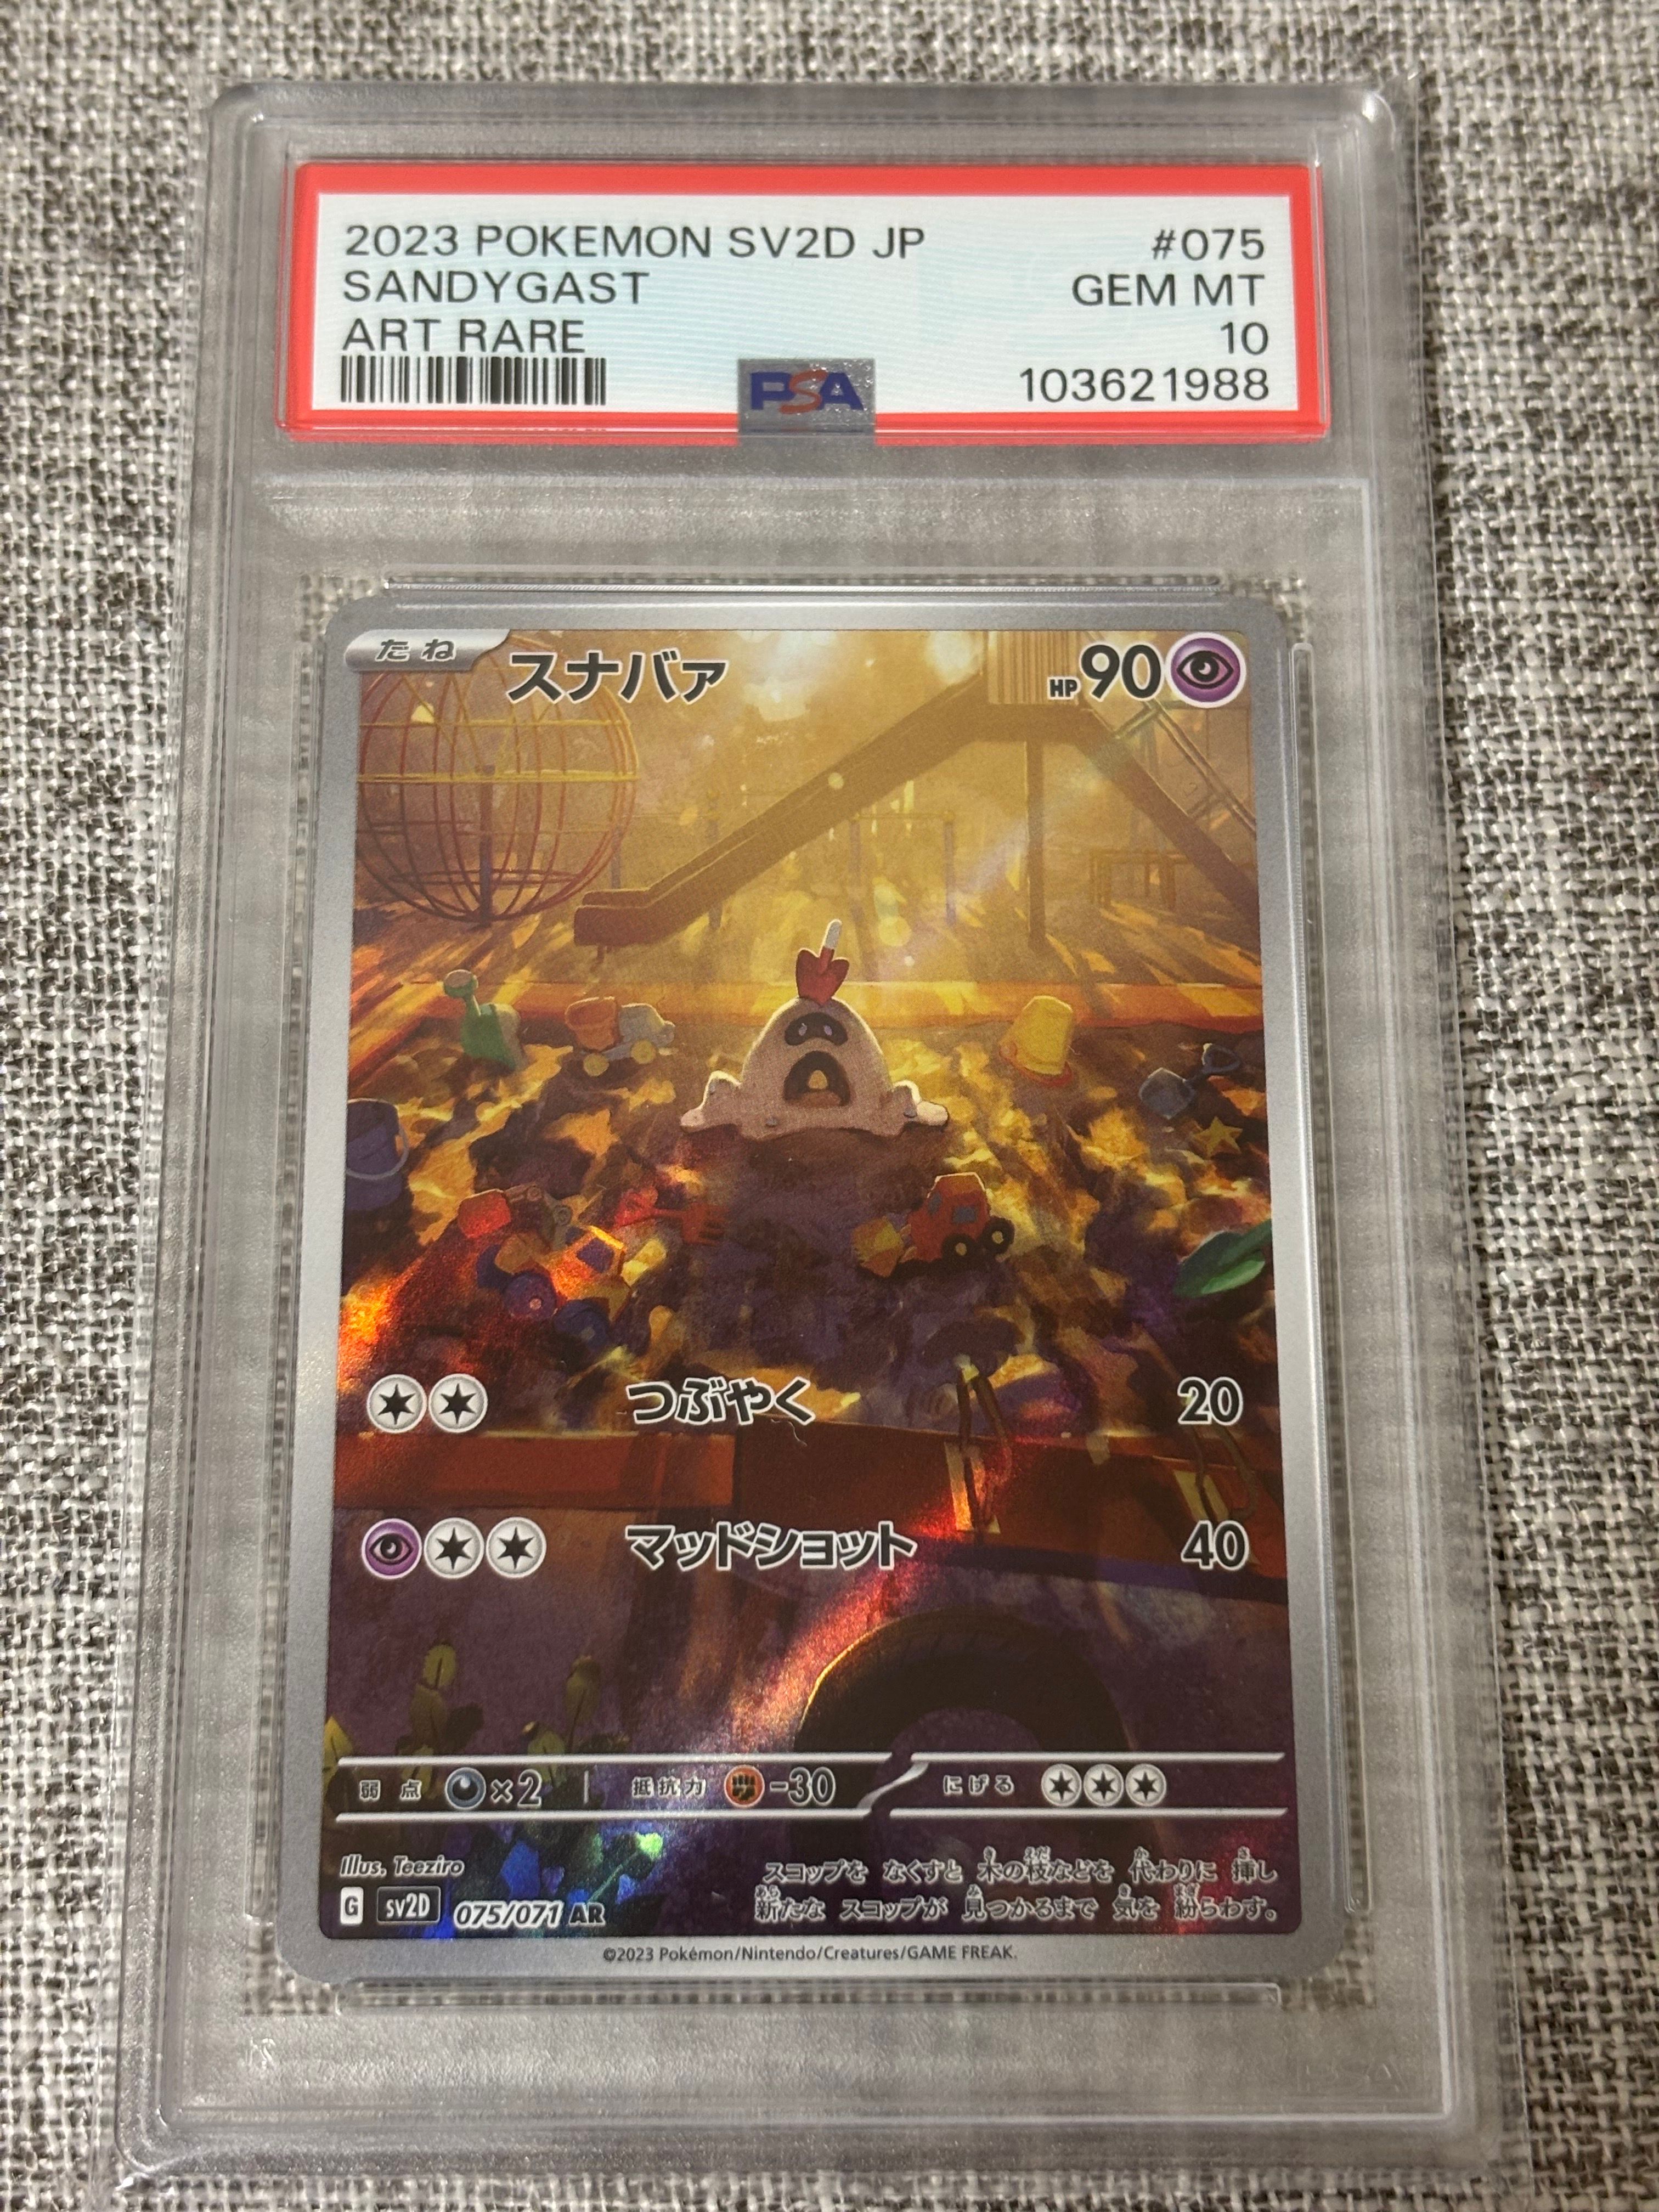 2023 POKEMON SV2D JP #075
SANDYGAST GEM MT
ART RARE 10
PSA 103621988
たね スナバァ HP90
つぶやく 20
マッドショット 40
弱点 ×2 抵抗力 -30 にげる
Illus. Teeziro
スコップを なくすと 木の枝などを 代わりに 挿し
新たな スコップが 見つかるまで 気を 紛らわす。
G sv2D 075/071 AR
©2023 Pokémon/Nintendo/Creatures/GAME FREAK.